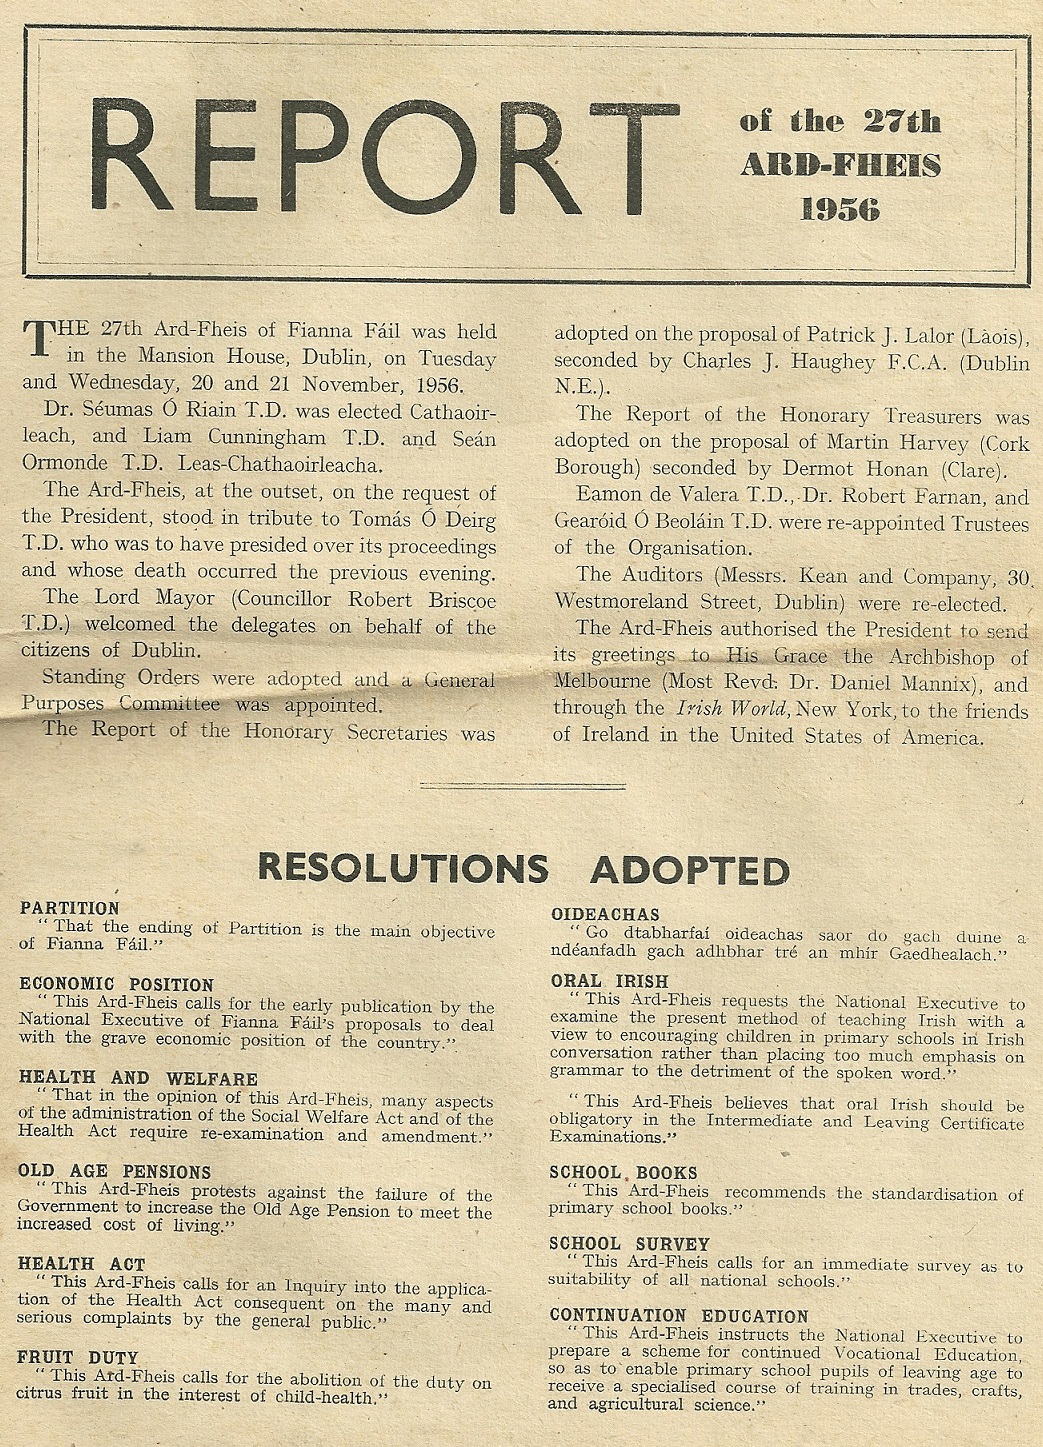 REPORT
of the 27th
ARD-FHEIS
1956
THE 27th Ard-Fheis of Fianna Fáil was held
in the Mansion House, Dublin, on Tuesday
and Wednesday, 20 and 21 November, 1956.
Dr. Séumas Ó Riain T.D. was elected Cathaoir-
leach, and Liam Cunningham T.D. and Seán
Ormonde T.D. Leas-Chathaoirleacha.
The Ard-Fheis, at the outset, on the request of
the President, stood in tribute to Tomás Ó Deirg
T.D. who was to have presided over its proceedings
and whose death occurred the previous evening.
The Lord Mayor (Councillor Robert Briscoe
T.D.) welcomed the delegates on behalf of the
citizens of Dublin.
Standing Orders were adopted and a General
Purposes Committee was appointed.
The Report of the Honorary Secretaries was
adopted on the proposal of Patrick J. Lalor (Laois),
seconded by Charles J. Haughey F.C.A. (Dublin
N.E.).
The Report of the Honorary Treasurers was
adopted on the proposal of Martin Harvey (Cork
Borough) seconded by Dermot Honan (Clare).
Eamon de Valera T.D., Dr. Robert Farnan, and
Gearóid Ó Beoláin T.D. were re-appointed Trustees
of the Organisation.
The Auditors (Messrs. Kean and Company, 30,
Westmoreland Street, Dublin) were re-elected.
The Ard-Fheis authorised the President to send
its greetings to His Grace the Archbishop of
Melbourne (Most Revd. Dr. Daniel Mannix), and
through the Irish World, New York, to the friends
of Ireland in the United States of America.
RESOLUTIONS ADOPTED
PARTITION
"That the ending of Partition is the main objective
of Fianna Fáil."
ECONOMIC POSITION
"This Ard-Fheis calls for the early publication by the
National Executive of Fianna Fáil's proposals to deal
with the grave economic position of the country."
HEALTH AND WELFARE
"That in the opinion of this Ard-Fheis, many aspects
of the administration of the Social Welfare Act and of the
Health Act require re-examination and amendment."
OLD AGE PENSIONS
"This Ard-Fheis protests against the failure of the
Government to increase the Old Age Pension to meet the
increased cost of living."
HEALTH ACT
"This Ard-Fheis calls for an Inquiry into the applica-
tion of the Health Act consequent on the many and
serious complaints by the general public."
FRUIT DUTY
"This Ard-Fheis calls for the abolition of the duty on
citrus fruit in the interest of child-health."
OIDEACHAS
"Go dtabharfaí oideachas saor do gach duine a
ndéanfadh gach adhbhar tré an mhír Gaedhealach."
ORAL IRISH
"This Ard-Fheis requests the National Executive to
examine the present method of teaching Irish with a
view to encouraging children in primary schools in Irish
conversation rather than placing too much emphasis on
grammar to the detriment of the spoken word."
"This Ard-Fheis believes that oral Irish should be
obligatory in the Intermediate and Leaving Certificate
Examinations."
SCHOOL BOOKS
"This Ard-Fheis recommends the standardisation of
primary school books."
SCHOOL SURVEY
"This Ard-Fheis calls for an immediate survey as to
suitability of all national schools."
CONTINUATION EDUCATION
"This Ard-Fheis instructs the National Executive to
prepare a scheme for continued Vocational Education,
so as to enable primary school pupils of leaving age to
receive a specialised course of training in trades, crafts,
and agricultural science."